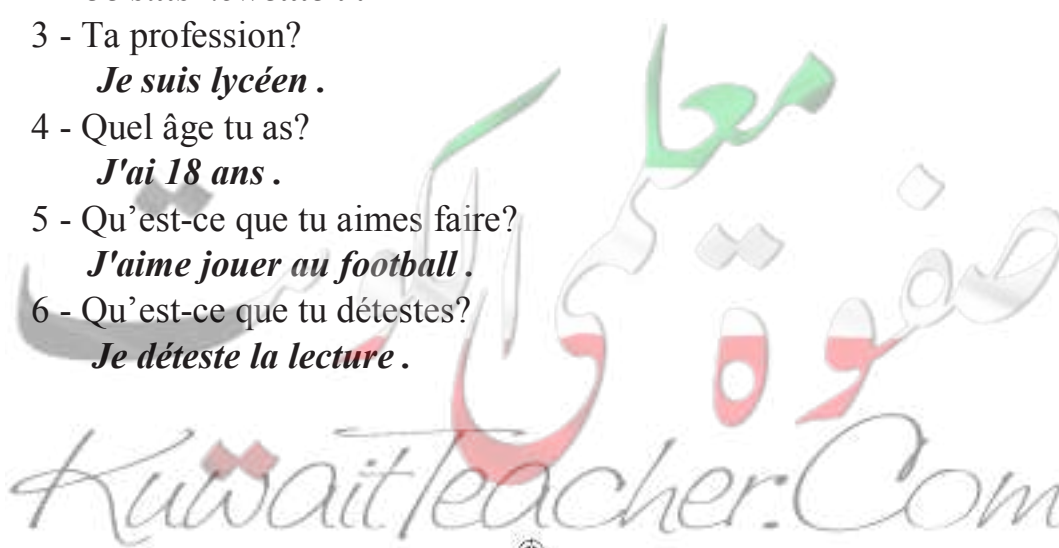 3 - Ta profession?
Je suis lycéen .
4 - Quel âge tu as?
J'ai 18 ans .
5 - Qu’est-ce que tu aimes faire?
J'aime jouer au football .
6 - Qu’est-ce que tu détestes?
Je déteste la lecture .
صفوة معلمى الكويت
KuwaitTeacher.Com